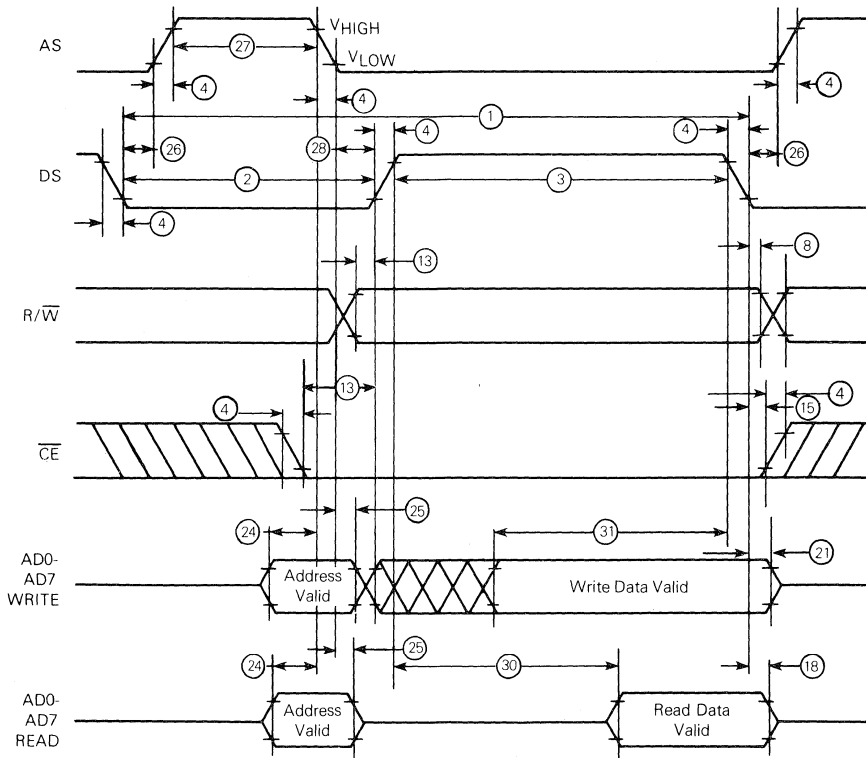 AS
VHIGH
27
VLOW
4
4
4
1
4
4
26
28
26
DS
2
3
4
8
13
R/W̅
13
4
4
15
C̅E̅
25
24
31
AD0-
AD7
WRITE
Address
Valid
Write Data Valid
21
25
24
30
18
AD0-
AD7
READ
Address
Valid
Read Data
Valid